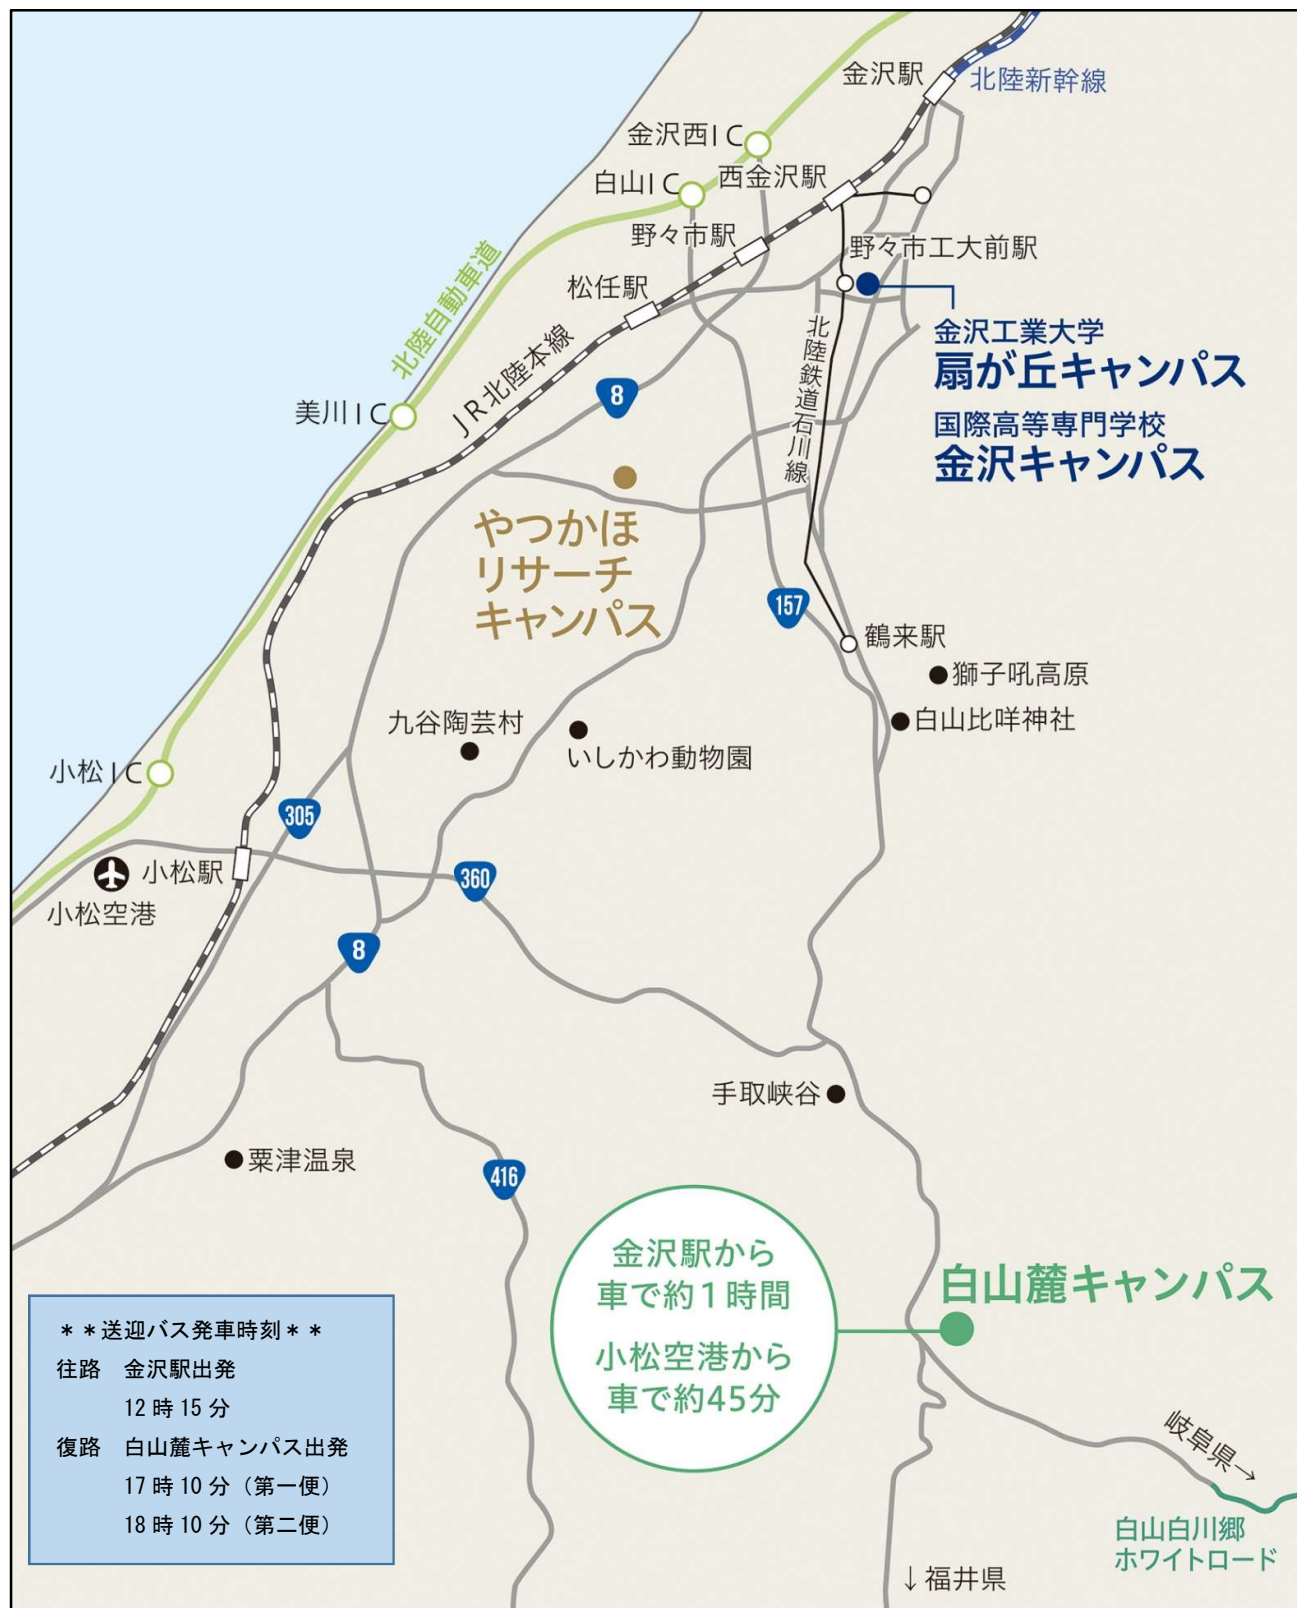 金沢駅
北陸新幹線
金沢西IC
西金沢駅
白山IC
野々市駅
野々市工大前駅
松任駅
北陸自動車道
JR北陸本線
北陸鉄道石川線
金沢工業大学
扇が丘キャンパス
国際高等専門学校
金沢キャンパス
美川IC
8
やつかほ
リサーチ
キャンパス
157
鶴来駅
獅子吼高原
白山比咩神社
九谷陶芸村
いしかわ動物園
小松IC
305
小松駅
小松空港
360
8
手取峡谷
粟津温泉
416
金沢駅から
車で約1時間
小松空港から
車で約45分
白山麓キャンパス
岐阜県→
白山白川郷
ホワイトロード
↓福井県
**送迎バス発車時刻**
往路 金沢駅出発
12時15分
復路 白山麓キャンパス出発
17時10分（第一便）
18時10分（第二便）